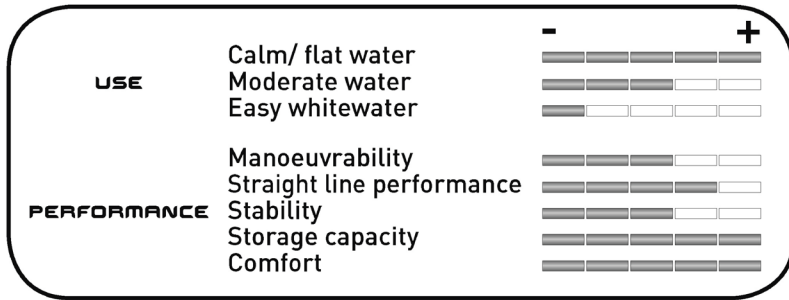 - +
Calm/ flat water
USE Moderate water
Easy whitewater
Manoeuvrability
Straight line performance
PERFORMANCE Stability
Storage capacity
Comfort